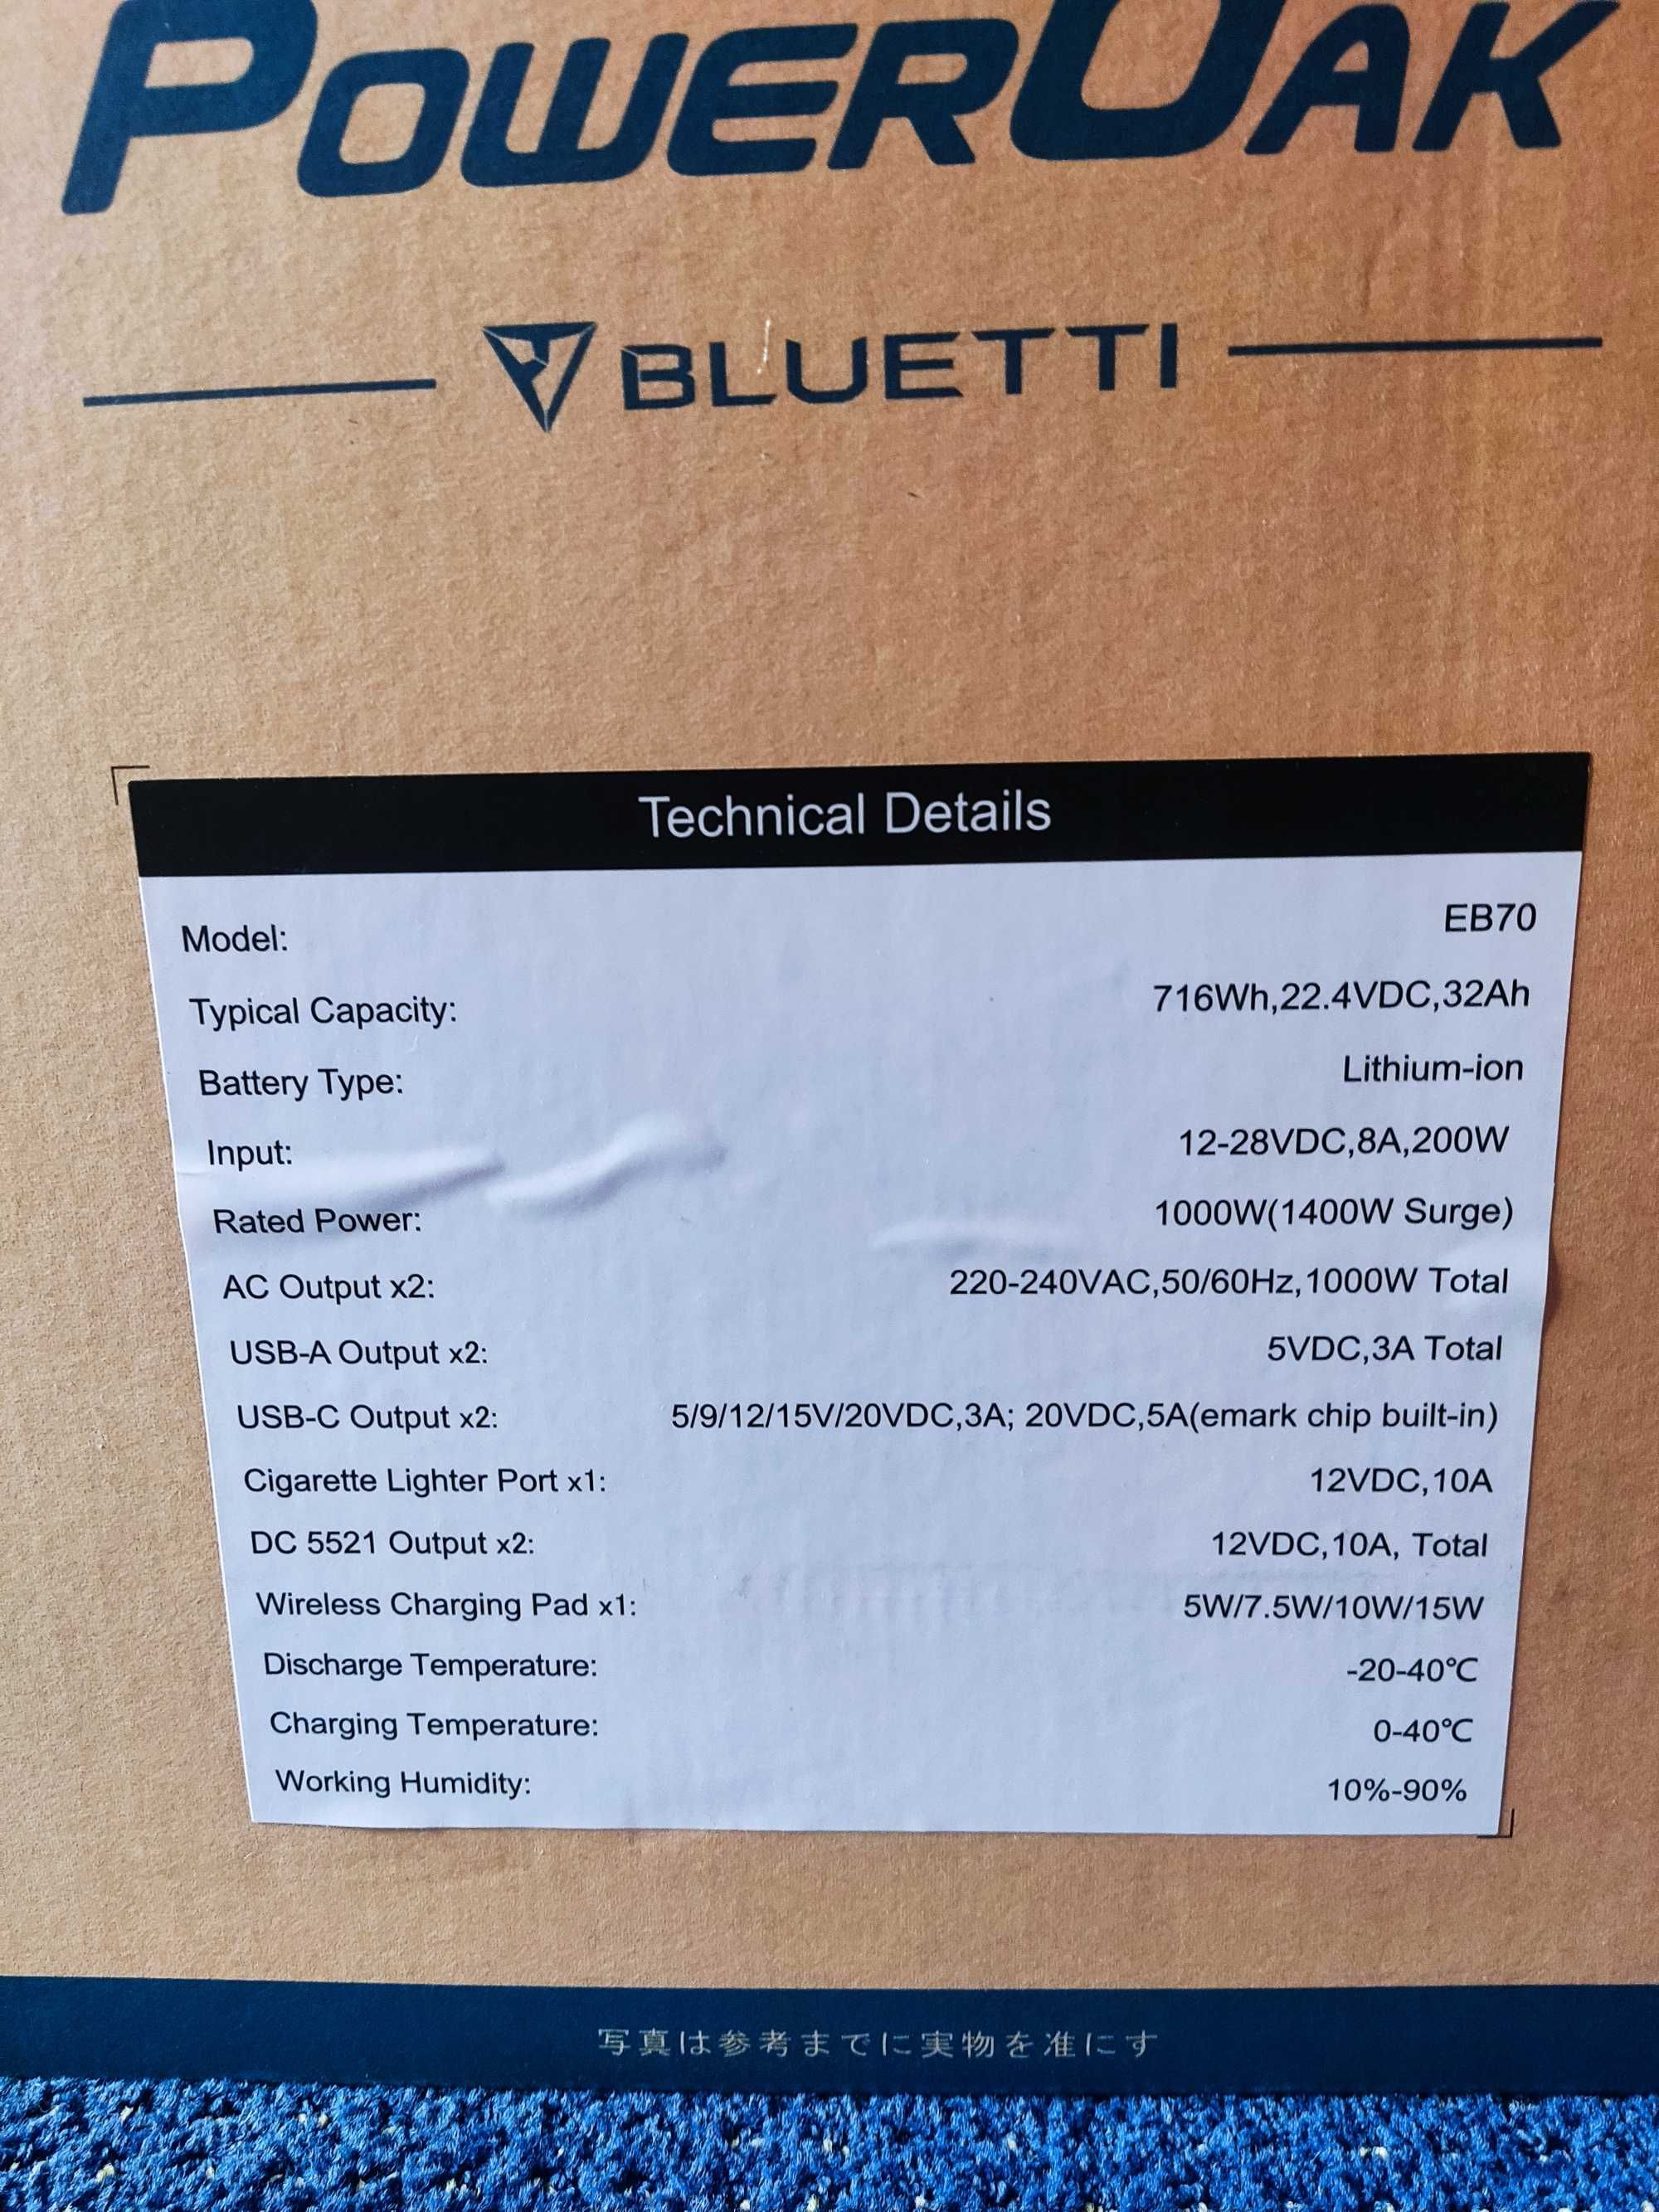 POWEROAK
BLUETTI
Technical Details
Model: EB70
Typical Capacity: 716Wh,22.4VDC,32Ah
Battery Type: Lithium-ion
Input: 12-28VDC,8A,200W
Rated Power: 1000W(1400W Surge)
AC Output x2: 220-240VAC,50/60Hz,1000W Total
USB-A Output x2: 5VDC,3A Total
USB-C Output x2: 5/9/12/15V/20VDC,3A; 20VDC,5A(emark chip built-in)
Cigarette Lighter Port x1: 12VDC,10A
DC 5521 Output x2: 12VDC,10A, Total
Wireless Charging Pad x1: 5W/7.5W/10W/15W
Discharge Temperature: -20-40℃
Charging Temperature: 0-40℃
Working Humidity: 10%-90%
写真は参考までに実物を准にす